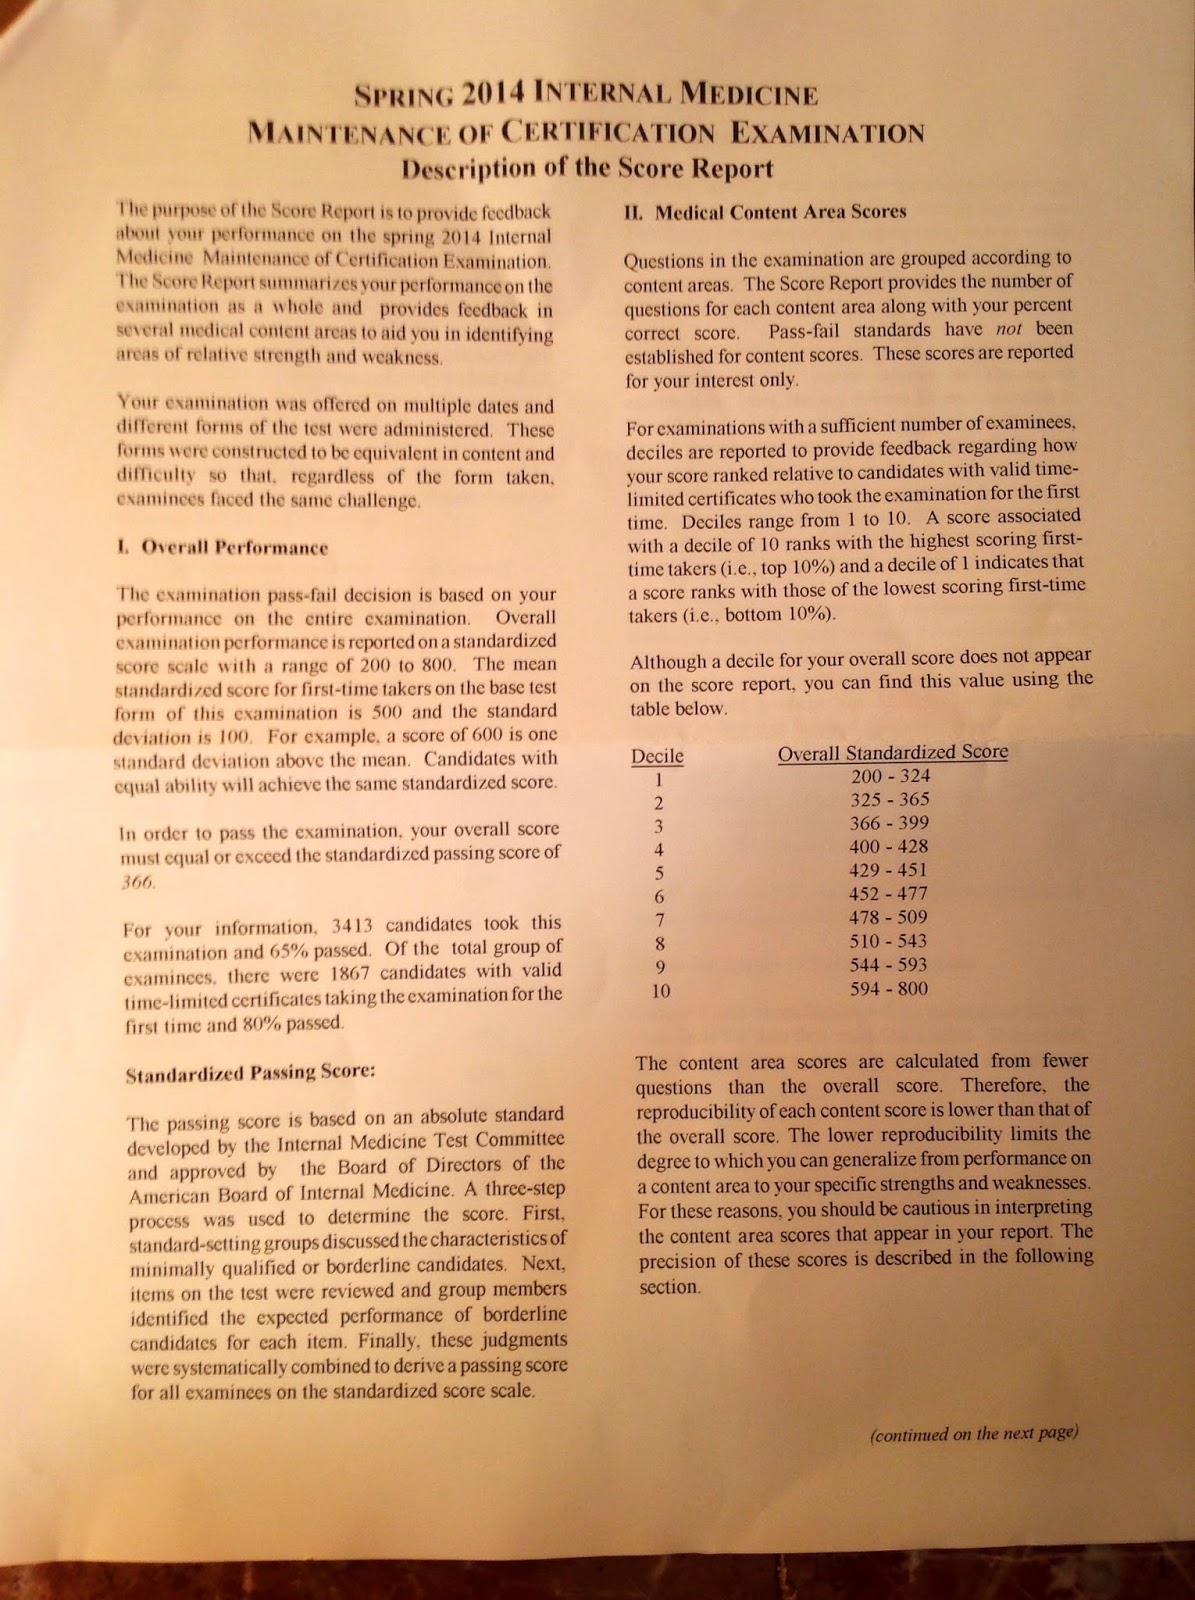 SPRING 2014 INTERNAL MEDICINE
MAINTENANCE OF CERTIFICATION EXAMINATION
Description of the Score Report
The purpose of the Score Report is to provide feedback
about your performance on the spring 2014 Internal
Medicine Maintenance of Certification Examination.
The Score Report summarizes your performance on the
examination as a whole and provides feedback in
several medical content areas to aid you in identifying
areas of relative strength and weakness.
Your examination was offered on multiple dates and
different forms of the test were administered. These
forms were constructed to be equivalent in content and
difficulty so that, regardless of the form taken,
examinees faced the same challenge.
I. Overall Performance
The examination pass-fail decision is based on your
performance on the entire examination. Overall
examination performance is reported on a standardized
score scale with a range of 200 to 800. The mean
standardized score for first-time takers on the base test
form of this examination is 500 and the standard
deviation is 100. For example, a score of 600 is one
standard deviation above the mean. Candidates with
equal ability will achieve the same standardized score.
In order to pass the examination, your overall score
must equal or exceed the standardized passing score of
366.
For your information, 3413 candidates took this
examination and 65% passed. Of the total group of
examinees, there were 1867 candidates with valid
time-limited certificates taking the examination for the
first time and 80% passed.
Standardized Passing Score:
The passing score is based on an absolute standard
developed by the Internal Medicine Test Committee
and approved by the Board of Directors of the
American Board of Internal Medicine. A three-step
process was used to determine the score. First,
standard-setting groups discussed the characteristics of
minimally qualified or borderline candidates. Next,
items on the test were reviewed and group members
identified the expected performance of borderline
candidates for each item. Finally, these judgments
were systematically combined to derive a passing score
for all examinees on the standardized score scale.
II. Medical Content Area Scores
Questions in the examination are grouped according to
content areas. The Score Report provides the number of
questions for each content area along with your percent
correct score. Pass-fail standards have not been
established for content scores. These scores are reported
for your interest only.
For examinations with a sufficient number of examinees,
deciles are reported to provide feedback regarding how
your score ranked relative to candidates with valid time-
limited certificates who took the examination for the first
time. Deciles range from 1 to 10. A score associated
with a decile of 10 ranks with the highest scoring first-
time takers (i.e., top 10%) and a decile of 1 indicates that
a score ranks with those of the lowest scoring first-time
takers (i.e., bottom 10%).
Although a decile for your overall score does not appear
on the score report, you can find this value using the
table below.
Decile Overall Standardized Score
1 200 - 324
2 325 - 365
3 366 - 399
4 400 - 428
5 429 - 451
6 452 - 477
7 478 - 509
8 510 - 543
9 544 - 593
10 594 - 800
The content area scores are calculated from fewer
questions than the overall score. Therefore, the
reproducibility of each content score is lower than that of
the overall score. The lower reproducibility limits the
degree to which you can generalize from performance on
a content area to your specific strengths and weaknesses.
For these reasons, you should be cautious in interpreting
the content area scores that appear in your report. The
precision of these scores is described in the following
section.
(continued on the next page)